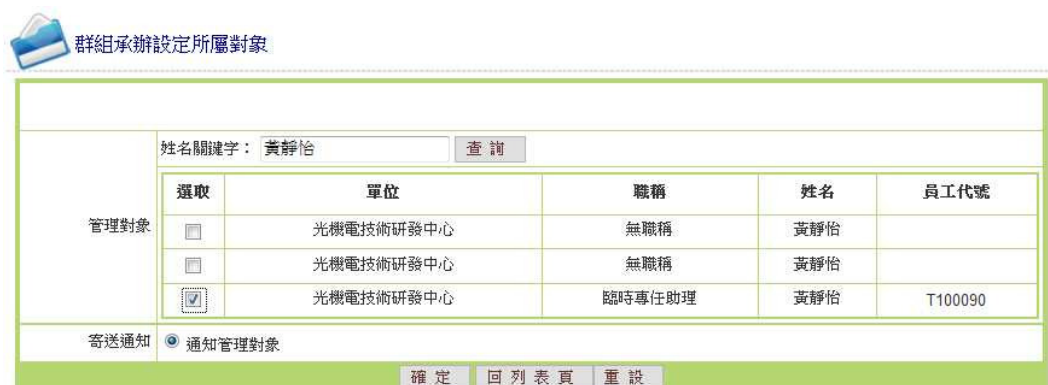 群組承辦設定所屬對象
姓名關鍵字： 黃靜怡 查 詢
選取 單位 職稱 姓名 員工代號
管理對象
光機電技術研發中心 無職稱 黃靜怡
光機電技術研發中心 無職稱 黃靜怡
光機電技術研發中心 臨時專任助理 黃靜怡 T100090
寄送通知 通知管理對象
確 定 回 列 表 頁 重 設